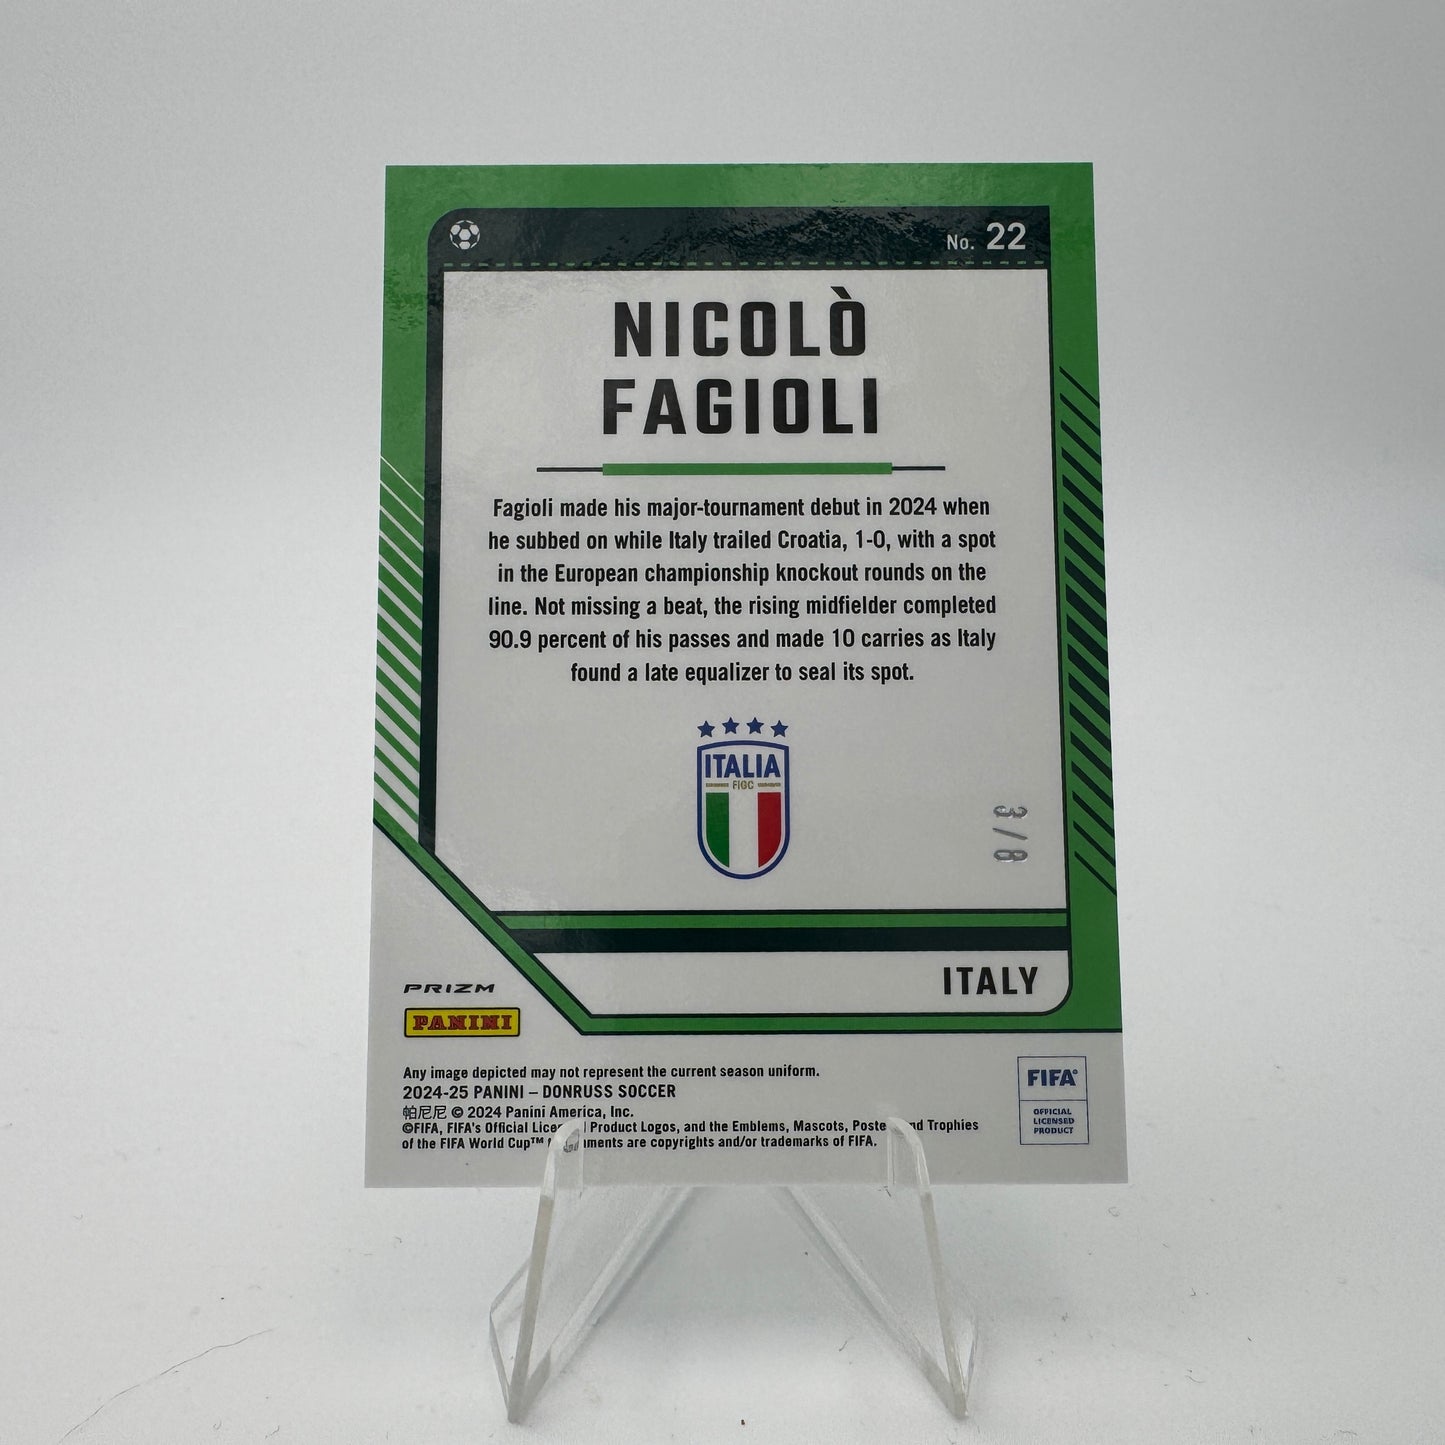 No. 22
NICOLÒ
FAGIOLI
Fagioli made his major-tournament debut in 2024 when
he subbed on while Italy trailed Croatia, 1-0, with a spot
in the European championship knockout rounds on the
line. Not missing a beat, the rising midfielder completed
90.9 percent of his passes and made 10 carries as Italy
found a late equalizer to seal its spot.
ITALIA
FIGC
3/8
ITALY
PRIZM
PANINI
Any image depicted may not represent the current season uniform.
2024-25 PANINI – DONRUSS SOCCER
帕尼尼 © 2024 Panini America, Inc.
©FIFA, FIFA's Official Product Logos, and the Emblems, Mascots, and Trophies
of the FIFA World Cup™ are copyrights and/or trademarks of FIFA.
FIFA®
OFFICIAL
LICENSED
PRODUCT